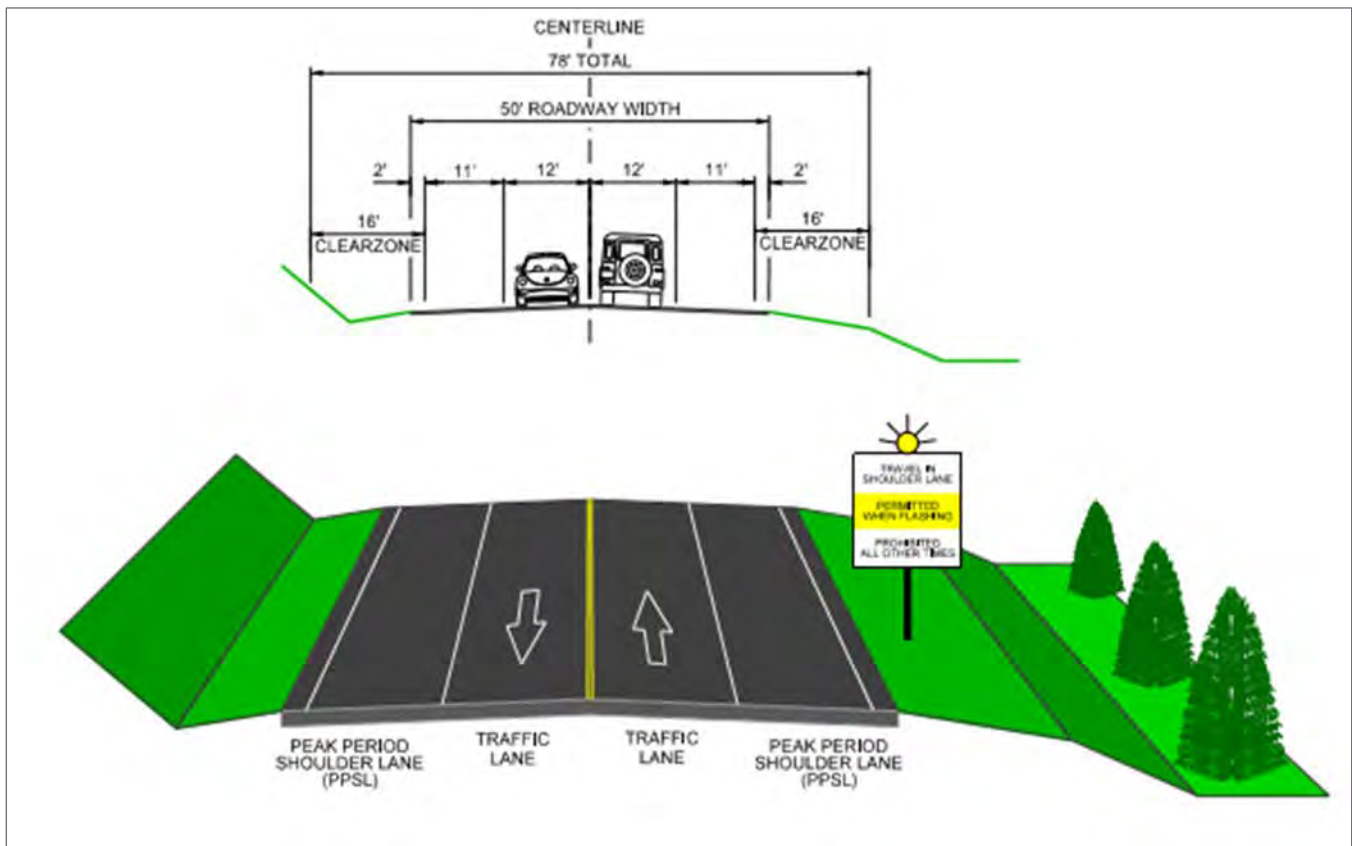 CENTERLINE
78' TOTAL
50' ROADWAY WIDTH
2' 11' 12' 12' 11' 2'
16' 16'
CLEARZONE CLEARZONE
TRAVEL IN
SHOULDER LANE
PERMITTED
WHEN FLASHING
PROHIBITED
ALL OTHER TIMES
PEAK PERIOD
SHOULDER LANE
(PPSL)
TRAFFIC
LANE
TRAFFIC
LANE
PEAK PERIOD
SHOULDER LANE
(PPSL)